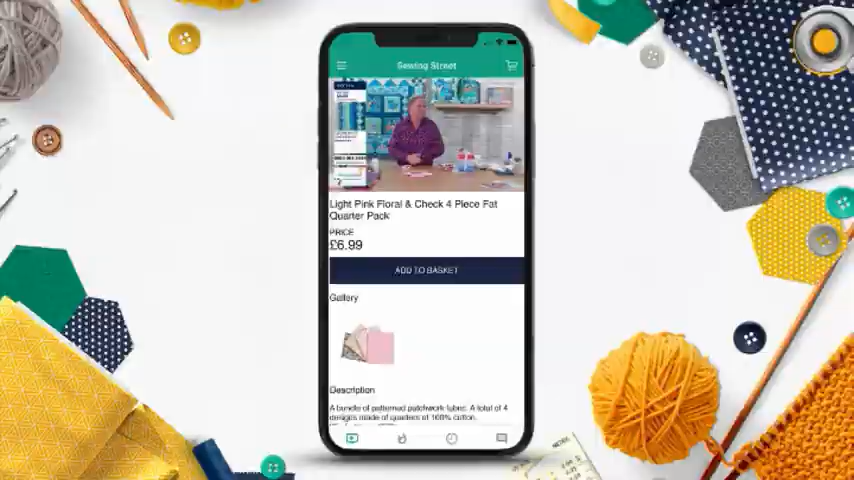 Sewing Street
Light Pink Floral & Check 4 Piece Fat
Quarter Pack
PRICE
£6.99
ADD TO BASKET
Gallery
Description
A bundle of patterned patchwork fabric. A total of 4
designs made of quarters of 100% cotton.
NOTES